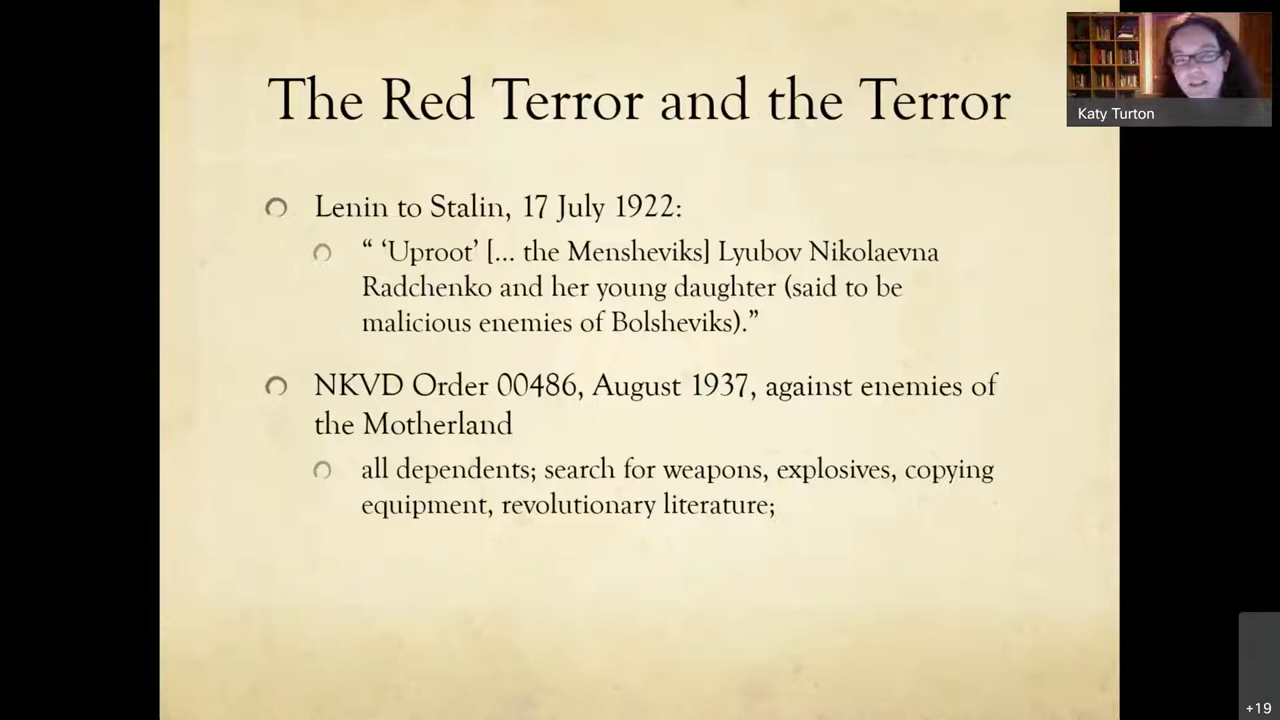 The Red Terror and the Terror
Katy Turton
Lenin to Stalin, 17 July 1922:
“ ‘Uproot’ [... the Mensheviks] Lyubov Nikolaevna
Radchenko and her young daughter (said to be
malicious enemies of Bolsheviks).”
NKVD Order 00486, August 1937, against enemies of
the Motherland
all dependents; search for weapons, explosives, copying
equipment, revolutionary literature;
+19